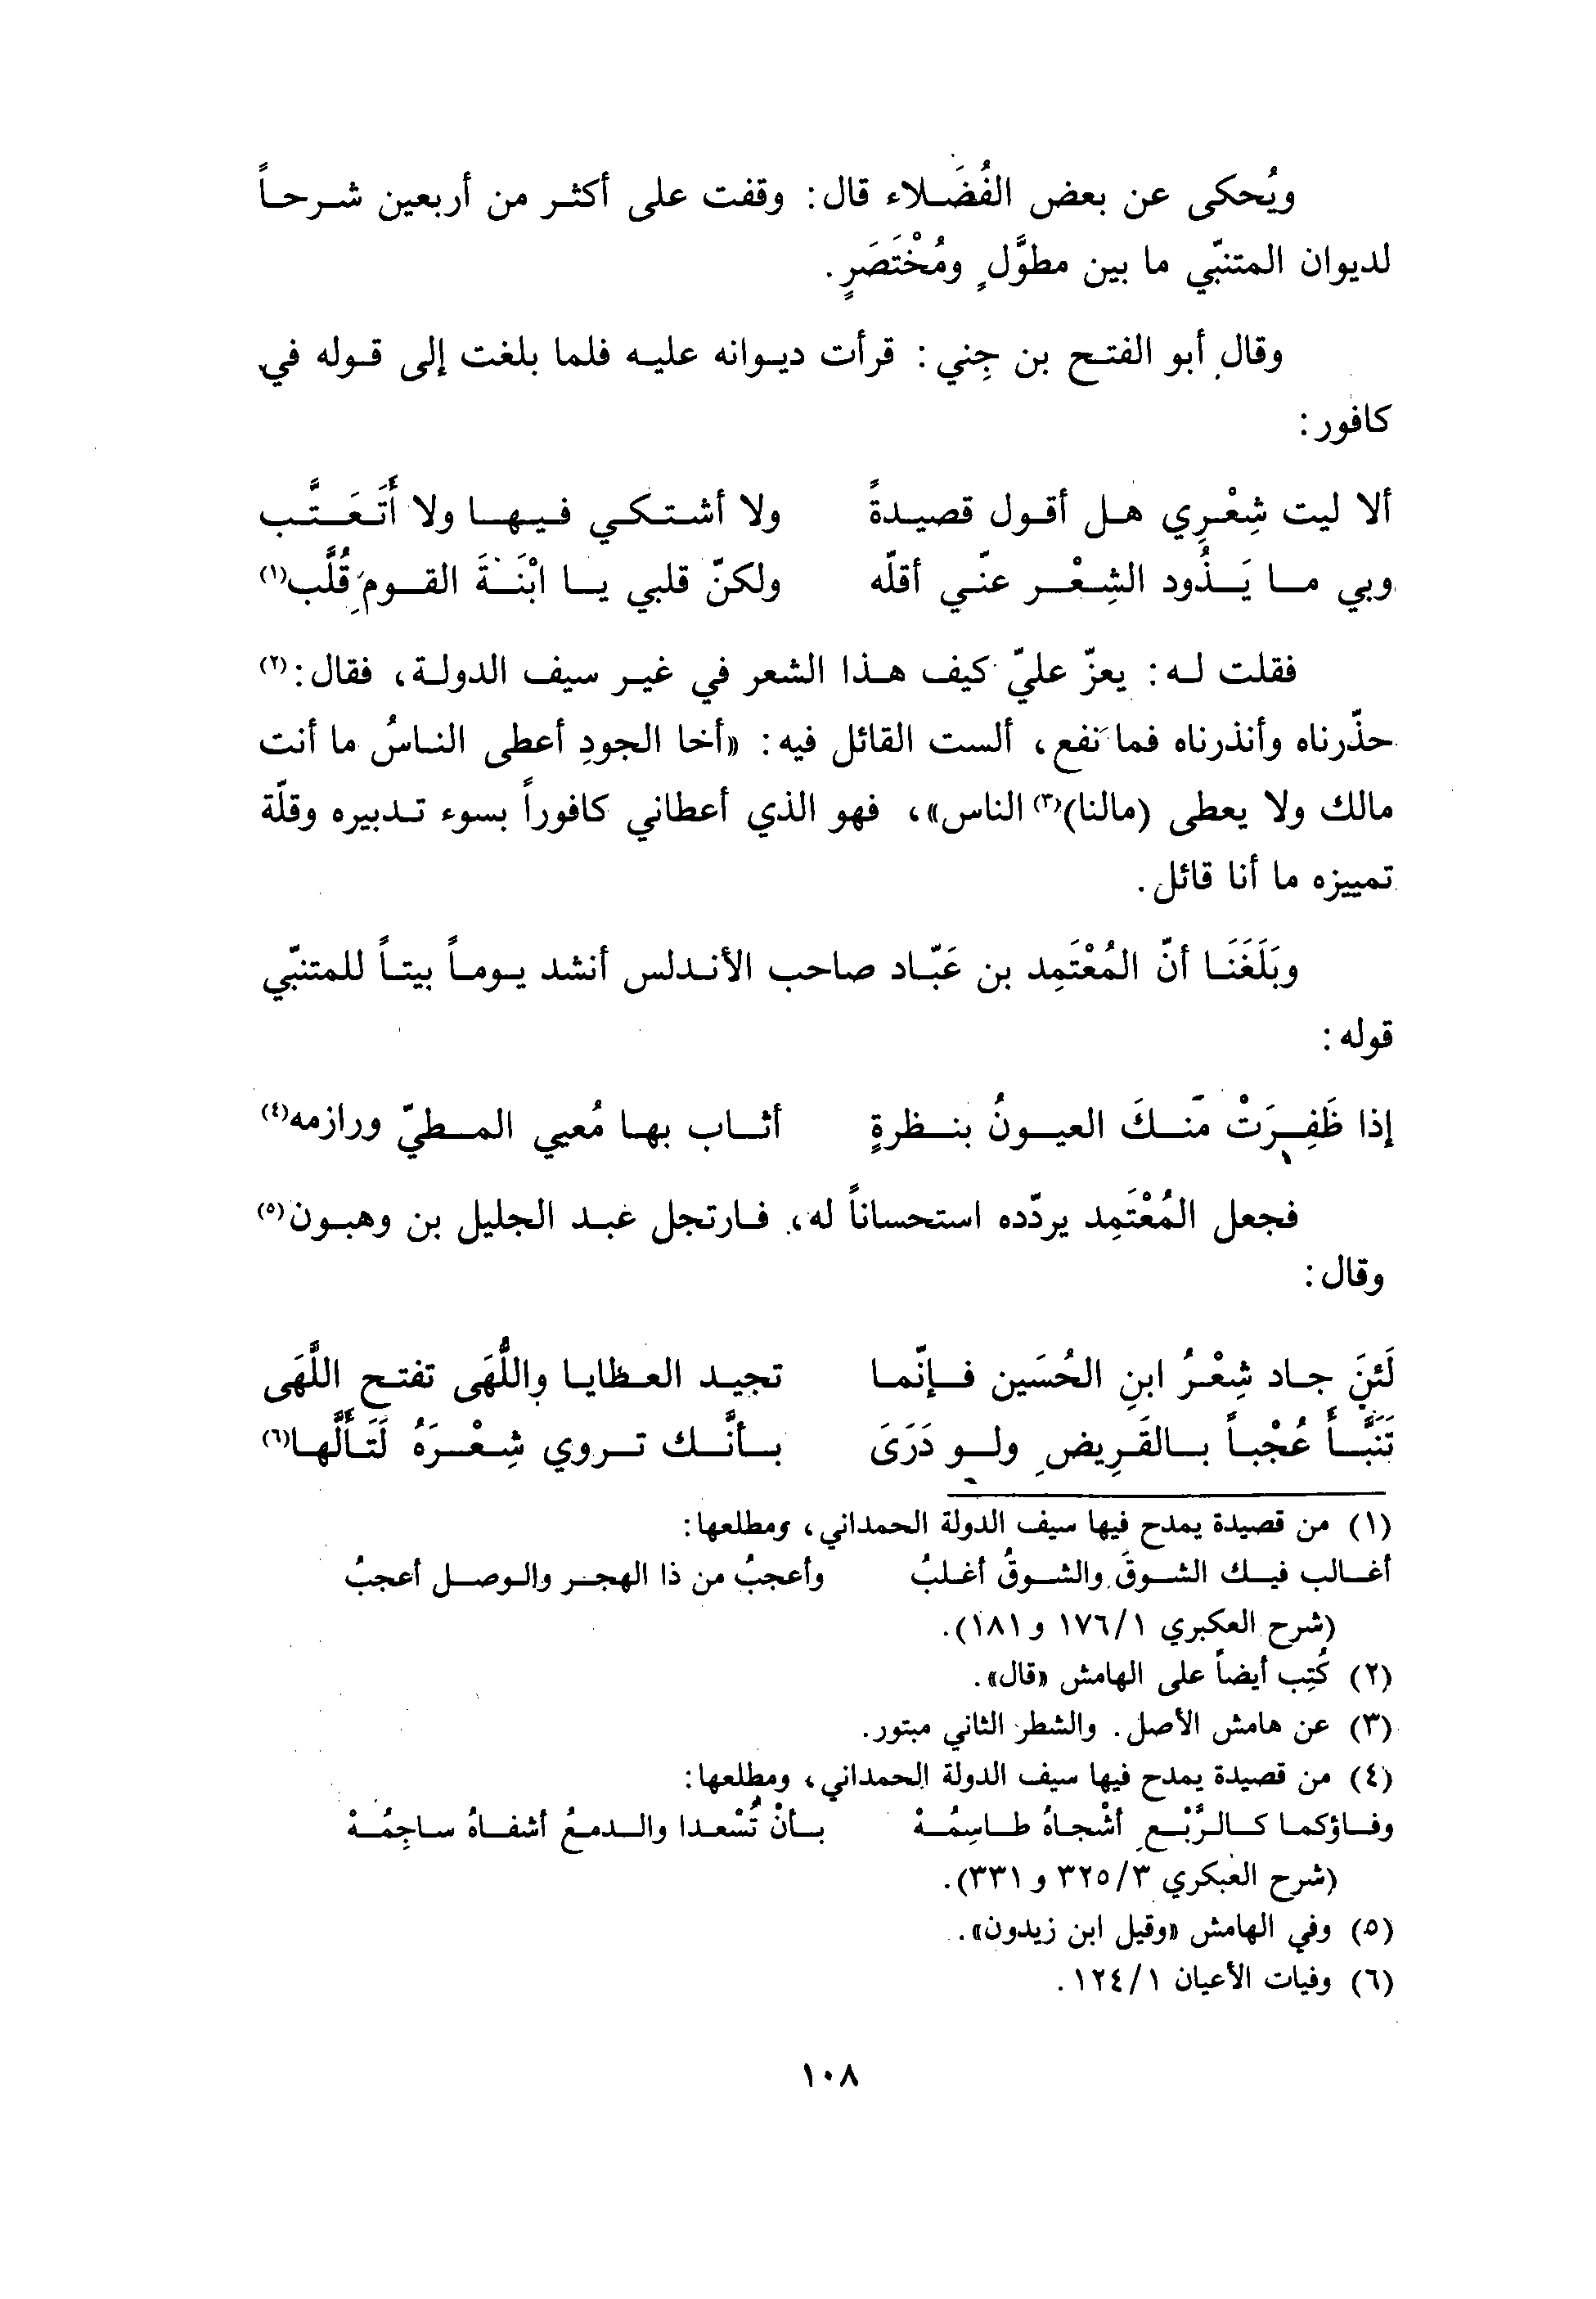 ويُحكى عن بعض الفُضَلاء قال: وقفت على أكثر من أربعين شرحاً
لديوان المتنبّي ما بين مطوَّلٍ ومُخْتَصَرٍ.
وقال أبو الفتح بن جِني: قرأت ديوانه عليه فلما بلغت إلى قوله في
كافور:
ألا ليت شِعْرِي هل أقول قصيدةً ولا أشتكي فيها ولا أَتَعَتَّب
وبي ما يَذُود الشِعْر عنّي أقلّه ولكنّ قلبي يا ابْنَةَ القومِ قُلَّب(١)
فقلت له: يعزّ عليّ كيف هذا الشعر في غير سيف الدولة، فقال:(٢)
حذّرناه وأنذرناه فما نفع، ألست القائل فيه: «أخا الجودِ أعطى الناسُ ما أنت
مالك ولا يعطى (مالنا)(٣) الناس»، فهو الذي أعطاني كافوراً بسوء تدبيره وقلّة
تمييزه ما أنا قائل.
وبَلَغَنَا أنّ المُعْتَمِد بن عَبّاد صاحب الأندلس أنشد يوماً بيتاً للمتنبّي
قوله:
إذا ظَفِرَتْ مَنكَ العيونُ بنظرةٍ أثاب بها مُعيي المطيّ ورازمه(٤)
فجعل المُعْتَمِد يردّده استحساناً له، فارتجل عبد الجليل بن وهبون(٥)
وقال:
لَئنَ جاد شِعْرُ ابنِ الحُسَين فإنّما تجيد العظايا واللُّهَى تفتح اللَّهَى
تَنَبَّأَ عُجْباً بالقَرِيضِ ولو دَرَىَ بأنَّك تروي شِعْرَهُ لَتَأَلَّها(٦)
(١) من قصيدة يمدح فيها سيف الدولة الحمداني، ومطلعها:
أغالب فيك الشوقَ والشوقُ أغلبُ وأعجبُ من ذا الهجر والوصل أعجبُ
(شرح العكبري ١/١٧٦ و ١٨١).
(٢) كُتِب أيضاً على الهامش «قال».
(٣) عن هامش الأصل. والشطر الثاني مبتور.
(٤) من قصيدة يمدح فيها سيف الدولة الحمداني، ومطلعها:
وفاؤكما كالرَّبْعِ أشْجاهُ طاسِمُهْ بأنْ تُسْعدا والدمعُ أشفاهُ ساجِمُهْ
(شرح العبكري ٣/٣٢٥ و ٣٣١).
(٥) وفي الهامش «وقيل ابن زيدون».
(٦) وفيات الأعيان ١/١٢٤.
١٠٨